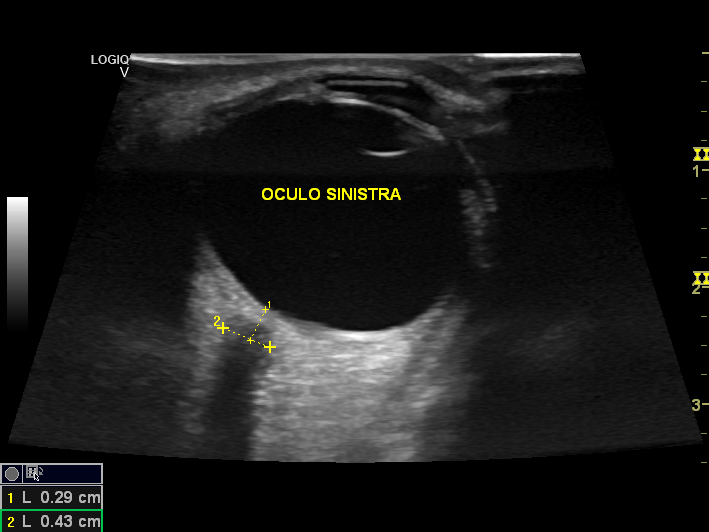 LOGIQ
V
1
OCULO SINISTRA
2
1
2
3
1 L 0.29 cm
2 L 0.43 cm